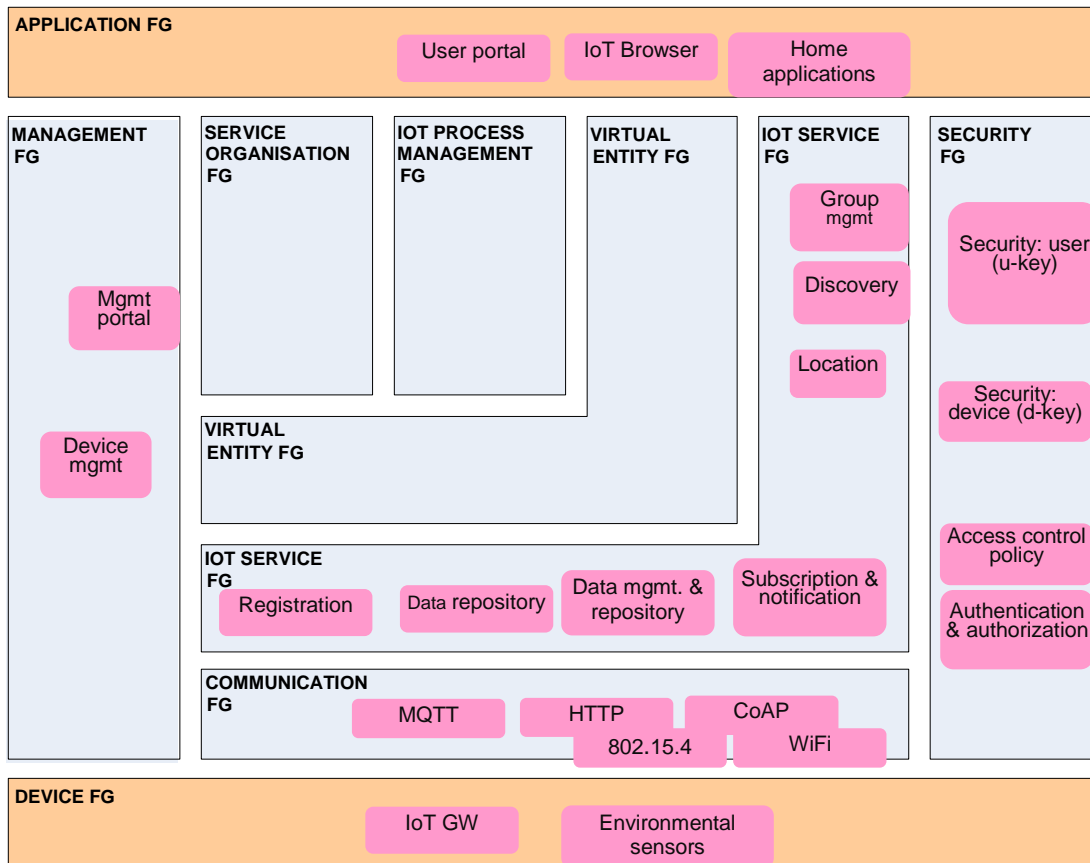 APPLICATION FG
User portal
IoT Browser
Home
applications
MANAGEMENT
FG
Mgmt
portal
Device
mgmt
SERVICE
ORGANISATION
FG
IOT PROCESS
MANAGEMENT
FG
VIRTUAL
ENTITY FG
VIRTUAL
ENTITY FG
IOT SERVICE
FG
Group
mgmt
Discovery
Location
IOT SERVICE
FG
Registration
Data repository
Data mgmt. &
repository
Subscription &
notification
SECURITY
FG
Security: user
(u-key)
Security:
device (d-key)
Access control
policy
Authentication
& authorization
COMMUNICATION
FG
MQTT
HTTP
CoAP
802.15.4
WiFi
DEVICE FG
IoT GW
Environmental
sensors